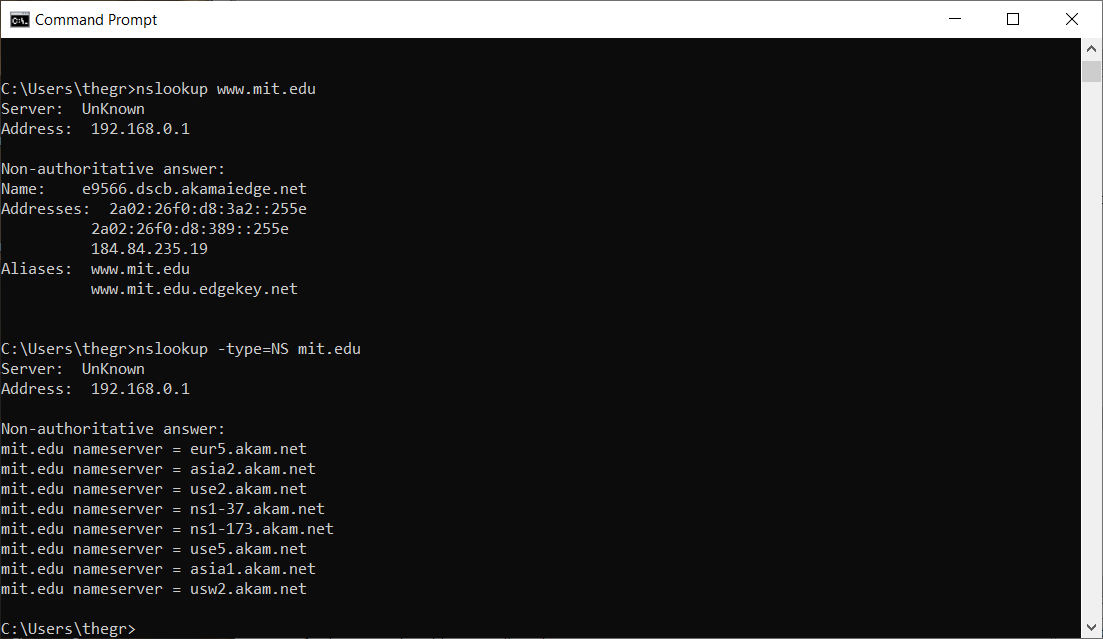 Command Prompt
C:\Users\thegr>nslookup www.mit.edu
Server:  UnKnown
Address:  192.168.0.1
Non-authoritative answer:
Name:    e9566.dscb.akamaiedge.net
Addresses:  2a02:26f0:d8:3a2::255e
          2a02:26f0:d8:389::255e
          184.84.235.19
Aliases:  www.mit.edu
          www.mit.edu.edgekey.net
C:\Users\thegr>nslookup -type=NS mit.edu
Server:  UnKnown
Address:  192.168.0.1
Non-authoritative answer:
mit.edu nameserver = eur5.akam.net
mit.edu nameserver = asia2.akam.net
mit.edu nameserver = use2.akam.net
mit.edu nameserver = ns1-37.akam.net
mit.edu nameserver = ns1-173.akam.net
mit.edu nameserver = use5.akam.net
mit.edu nameserver = asia1.akam.net
mit.edu nameserver = usw2.akam.net
C:\Users\thegr>